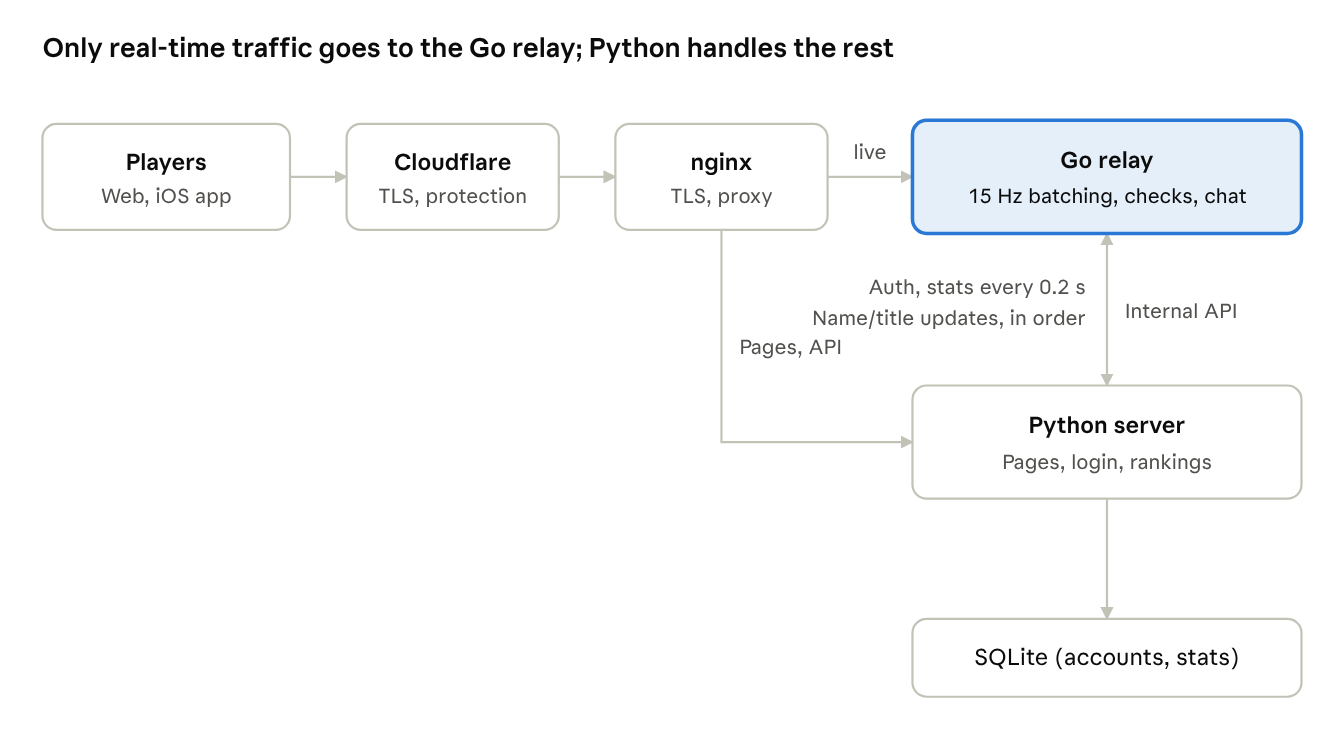 Only real-time traffic goes to the Go relay; Python handles the rest
Players
Web, iOS app
Cloudflare
TLS, protection
nginx
TLS, proxy
live
Go relay
15 Hz batching, checks, chat
Auth, stats every 0.2 s
Name/title updates, in order
Internal API
Pages, API
Python server
Pages, login, rankings
SQLite (accounts, stats)